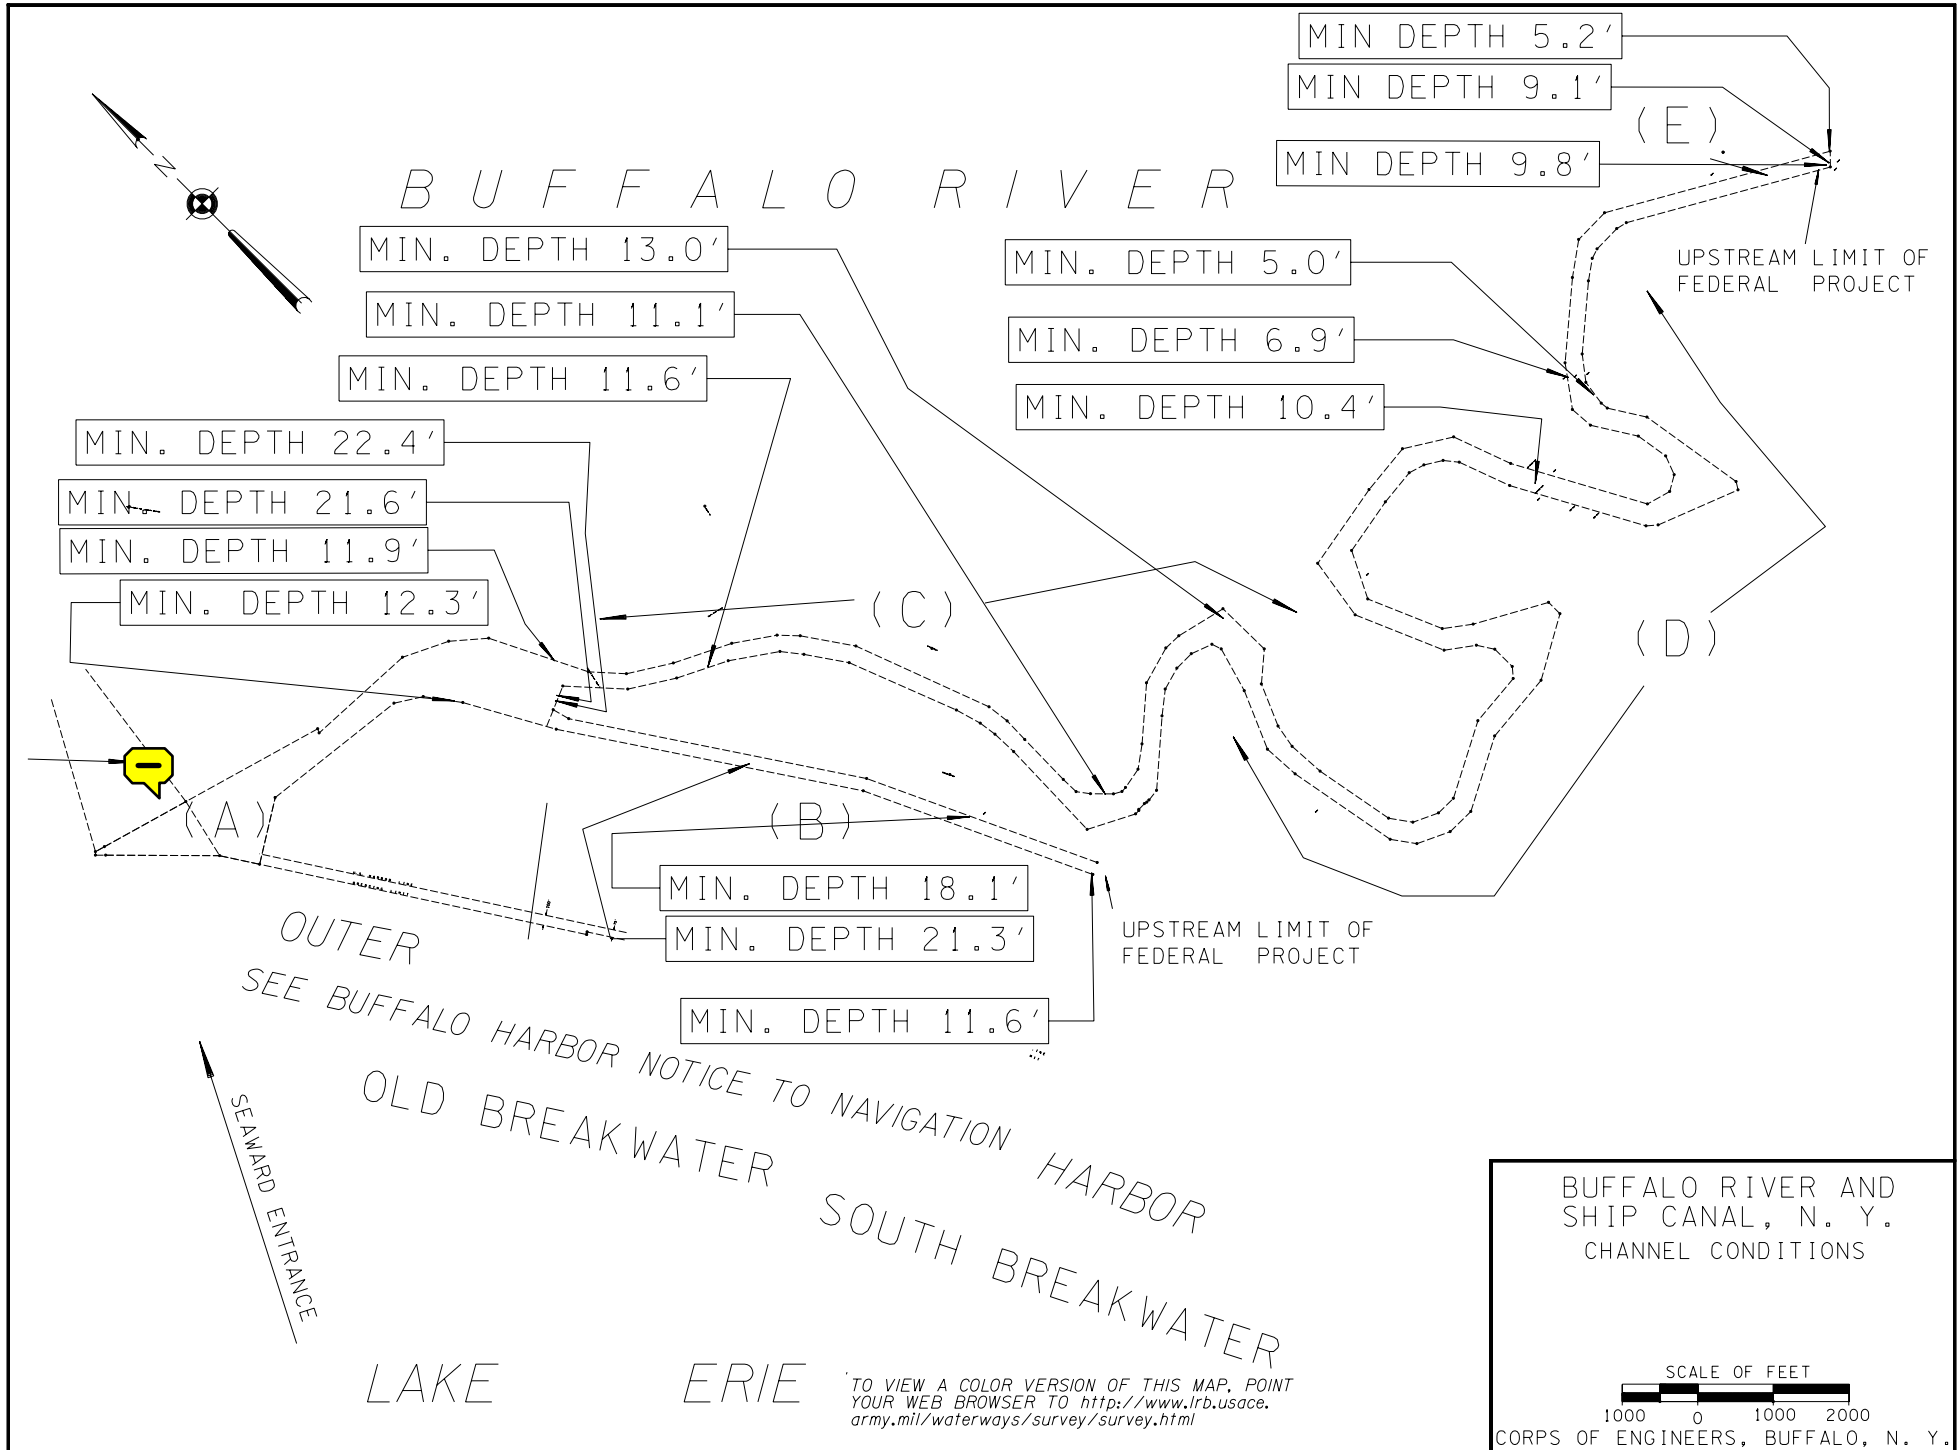 MIN DEPTH 5.2′
MIN DEPTH 9.1′
(E)
MIN DEPTH 9.8′
N
BUFFALO RIVER
MIN. DEPTH 13.0′
MIN. DEPTH 5.0′
UPSTREAM LIMIT OF
FEDERAL PROJECT
MIN. DEPTH 11.1′
MIN. DEPTH 6.9′
MIN. DEPTH 11.6′
MIN. DEPTH 10.4′
MIN. DEPTH 22.4′
MIN. DEPTH 21.6′
MIN. DEPTH 11.9′
MIN. DEPTH 12.3′
(C)
(D)
(A)
(B)
MIN. DEPTH 18.1′
MIN. DEPTH 21.3′
UPSTREAM LIMIT OF
FEDERAL PROJECT
MIN. DEPTH 11.6′
OUTER
SEE BUFFALO HARBOR NOTICE TO NAVIGATION
HARBOR
OLD BREAKWATER
SOUTH BREAKWATER
SEAWARD ENTRANCE
LAKE ERIE
TO VIEW A COLOR VERSION OF THIS MAP, POINT
YOUR WEB BROWSER TO http://www.lrb.usace.
army.mil/waterways/survey/survey.html
BUFFALO RIVER AND
SHIP CANAL, N. Y.
CHANNEL CONDITIONS
SCALE OF FEET
1000 0 1000 2000
CORPS OF ENGINEERS, BUFFALO, N. Y.